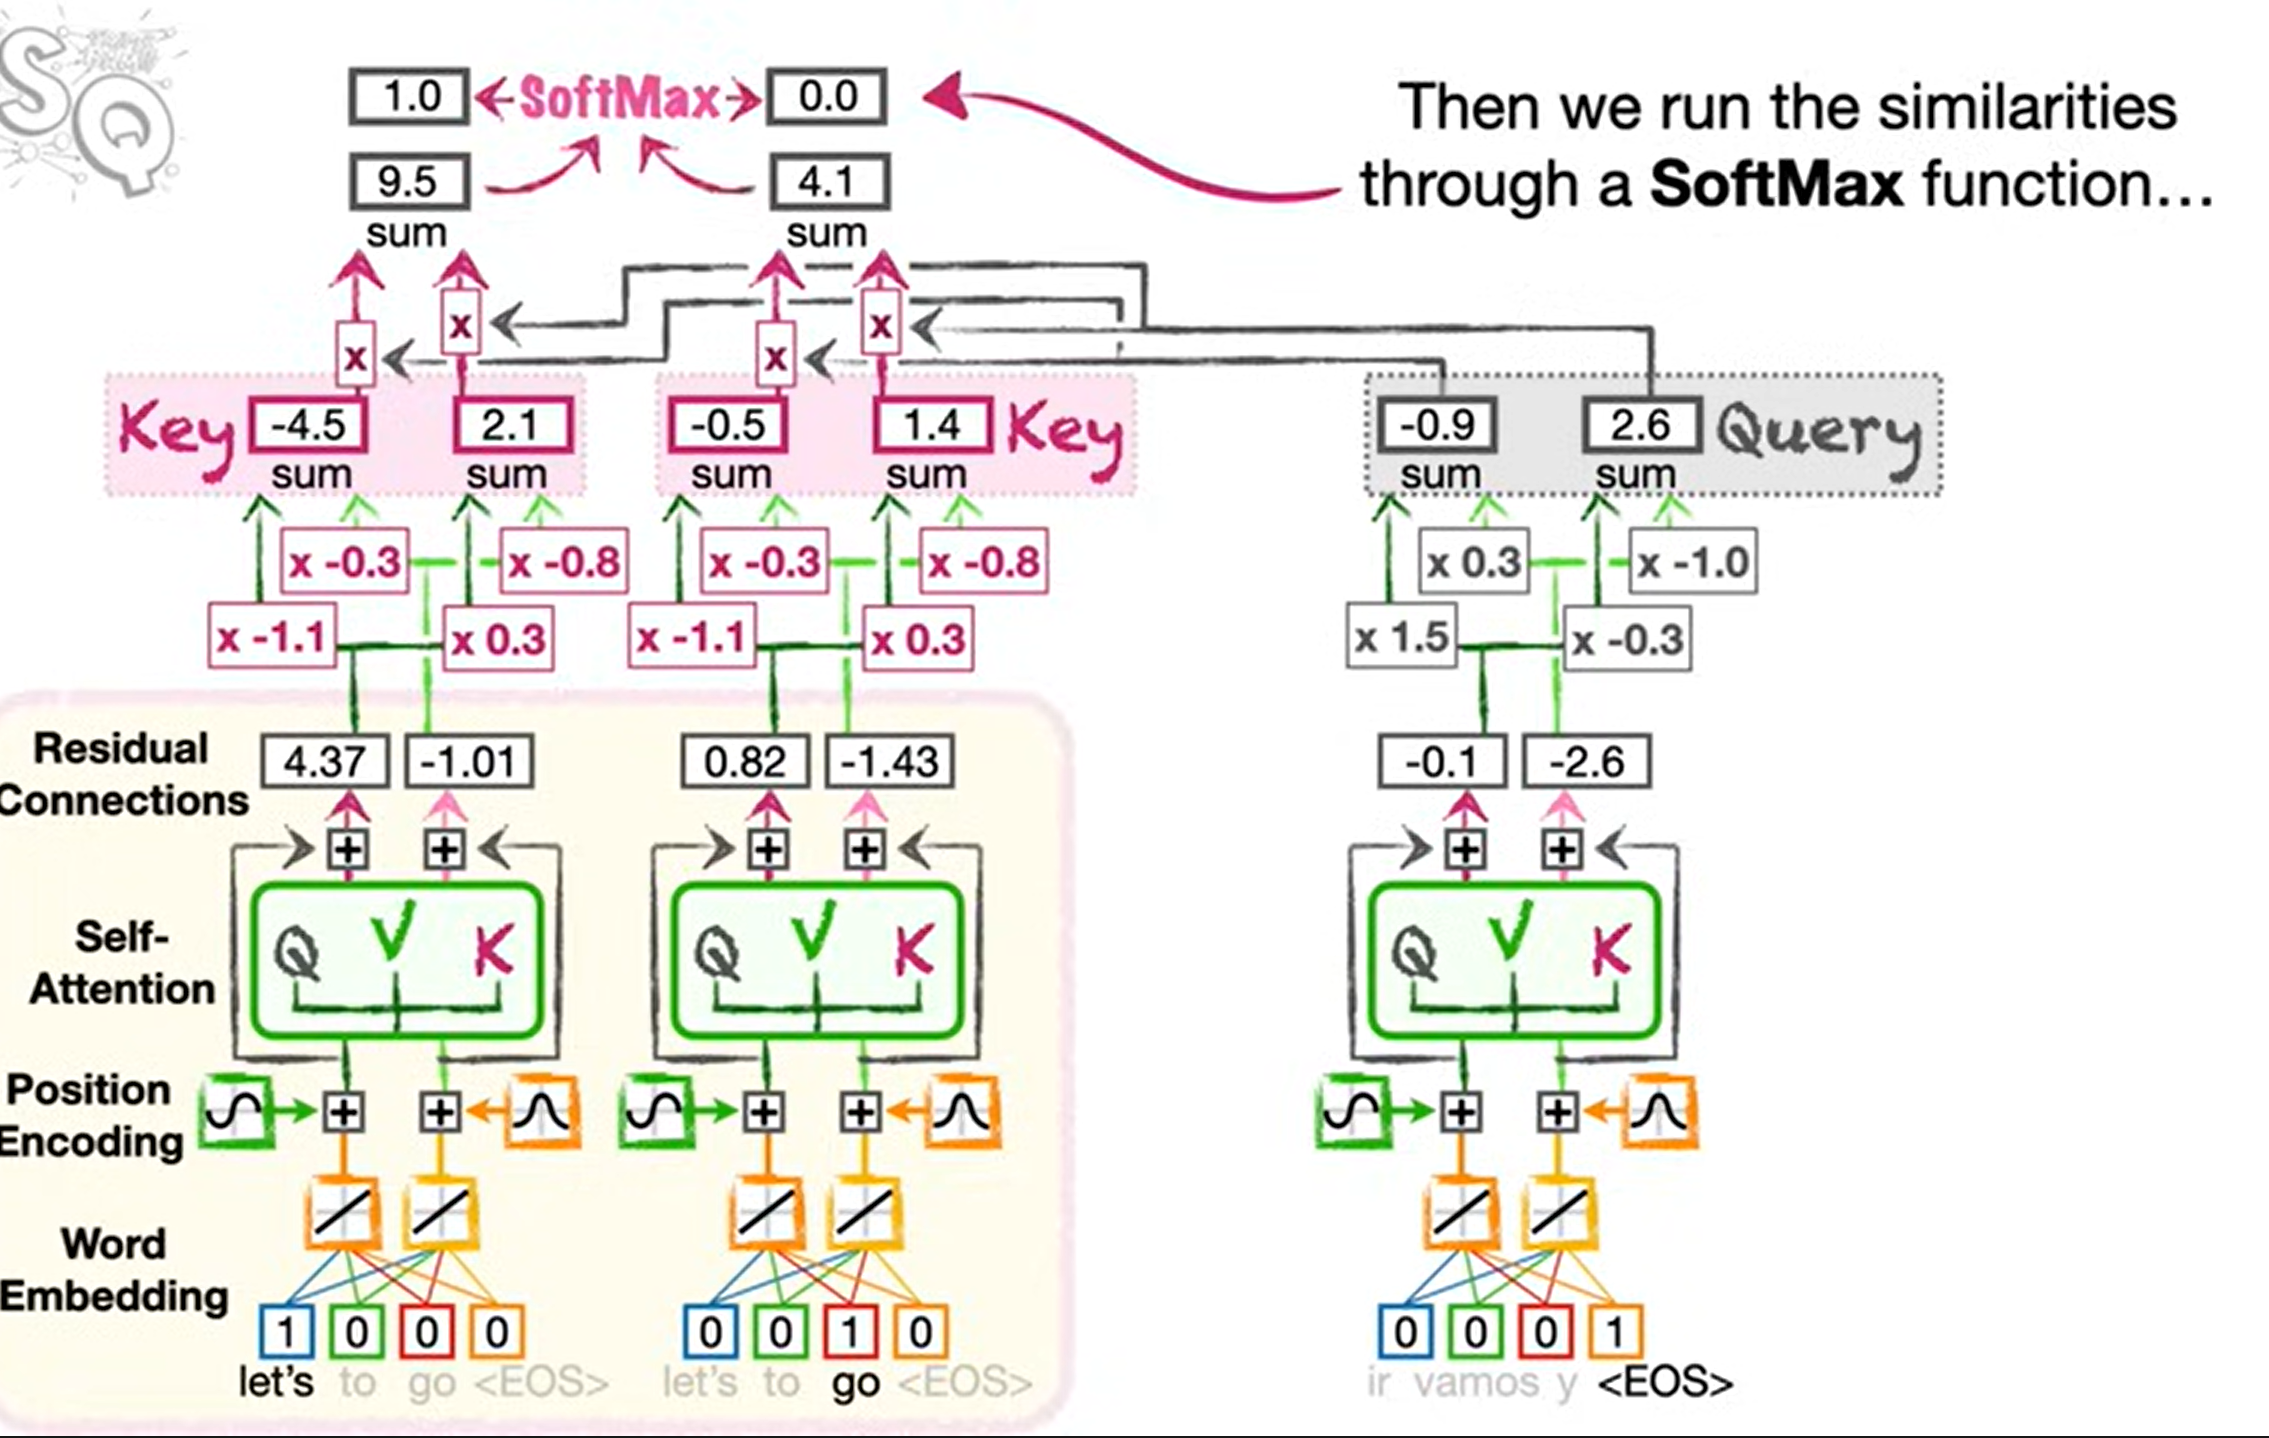 SQ
1.0 SoftMax 0.0
Then we run the similarities
through a SoftMax function...
9.5 4.1
sum sum
x x
x x
Key -4.5 2.1 -0.5 1.4 Key -0.9 2.6 Query
sum sum sum sum sum sum
x -0.3 x -0.8 x -0.3 x -0.8 x 0.3 x -1.0
x -1.1 x 0.3 x -1.1 x 0.3 x 1.5 x -0.3
Residual
Connections
4.37 -1.01 0.82 -1.43 -0.1 -2.6
+ + + + + +
Self-
Attention
Q V K Q V K Q V K
Position
Encoding
+ + + + + +
Word
Embedding
1 0 0 0 0 0 1 0 0 0 0 1
let's to go <EOS> let's to go <EOS> ir vamos y <EOS>